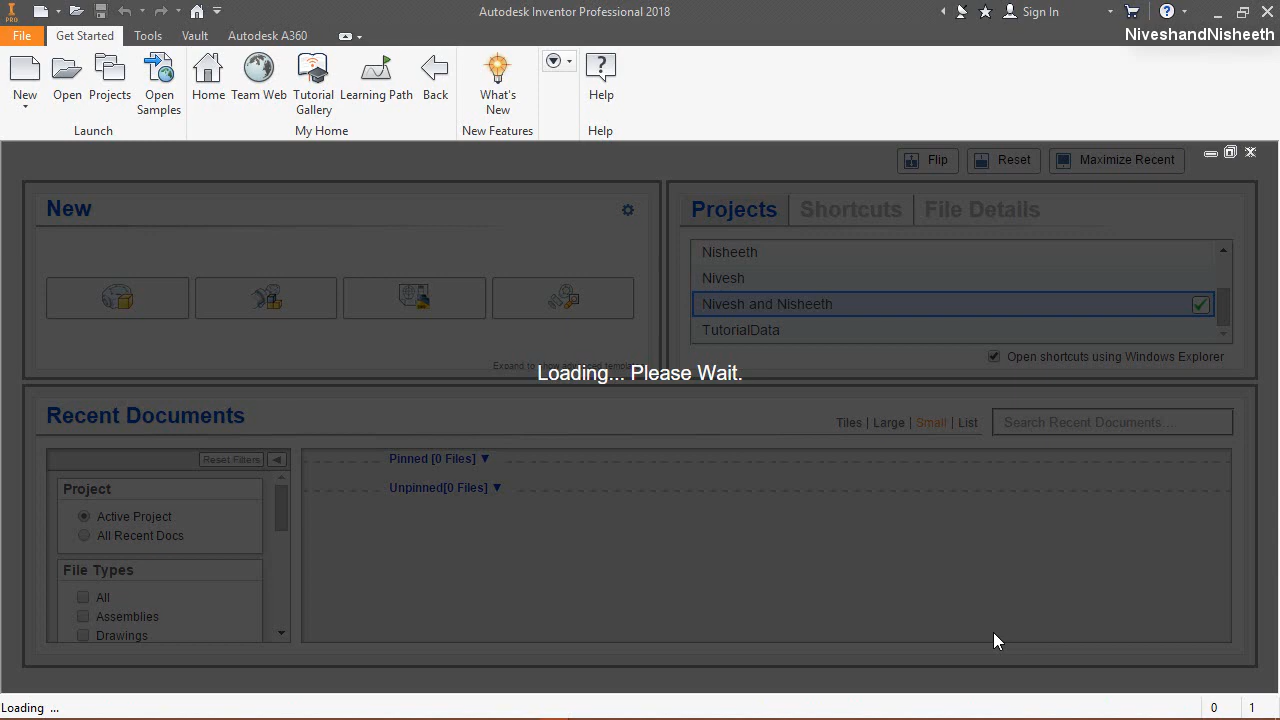 PRO
Autodesk Inventor Professional 2018
Sign In
File
Get Started
Tools
Vault
Autodesk A360
NiveshandNisheeth
New
Open
Projects
Open
Samples
Home
Team Web
Tutorial
Gallery
Learning Path
Back
What's
New
Help
Launch
My Home
New Features
Help
Flip
Reset
Maximize Recent
New
Projects
Shortcuts
File Details
Nisheeth
Nivesh
Nivesh and Nisheeth
TutorialData
Open shortcuts using Windows Explorer
Loading... Please Wait.
Recent Documents
Tiles | Large | Small | List
Search Recent Documents...
Reset Filters
Pinned [0 Files]
Unpinned[0 Files]
Project
Active Project
All Recent Docs
File Types
All
Assemblies
Drawings
Loading ...
0
1